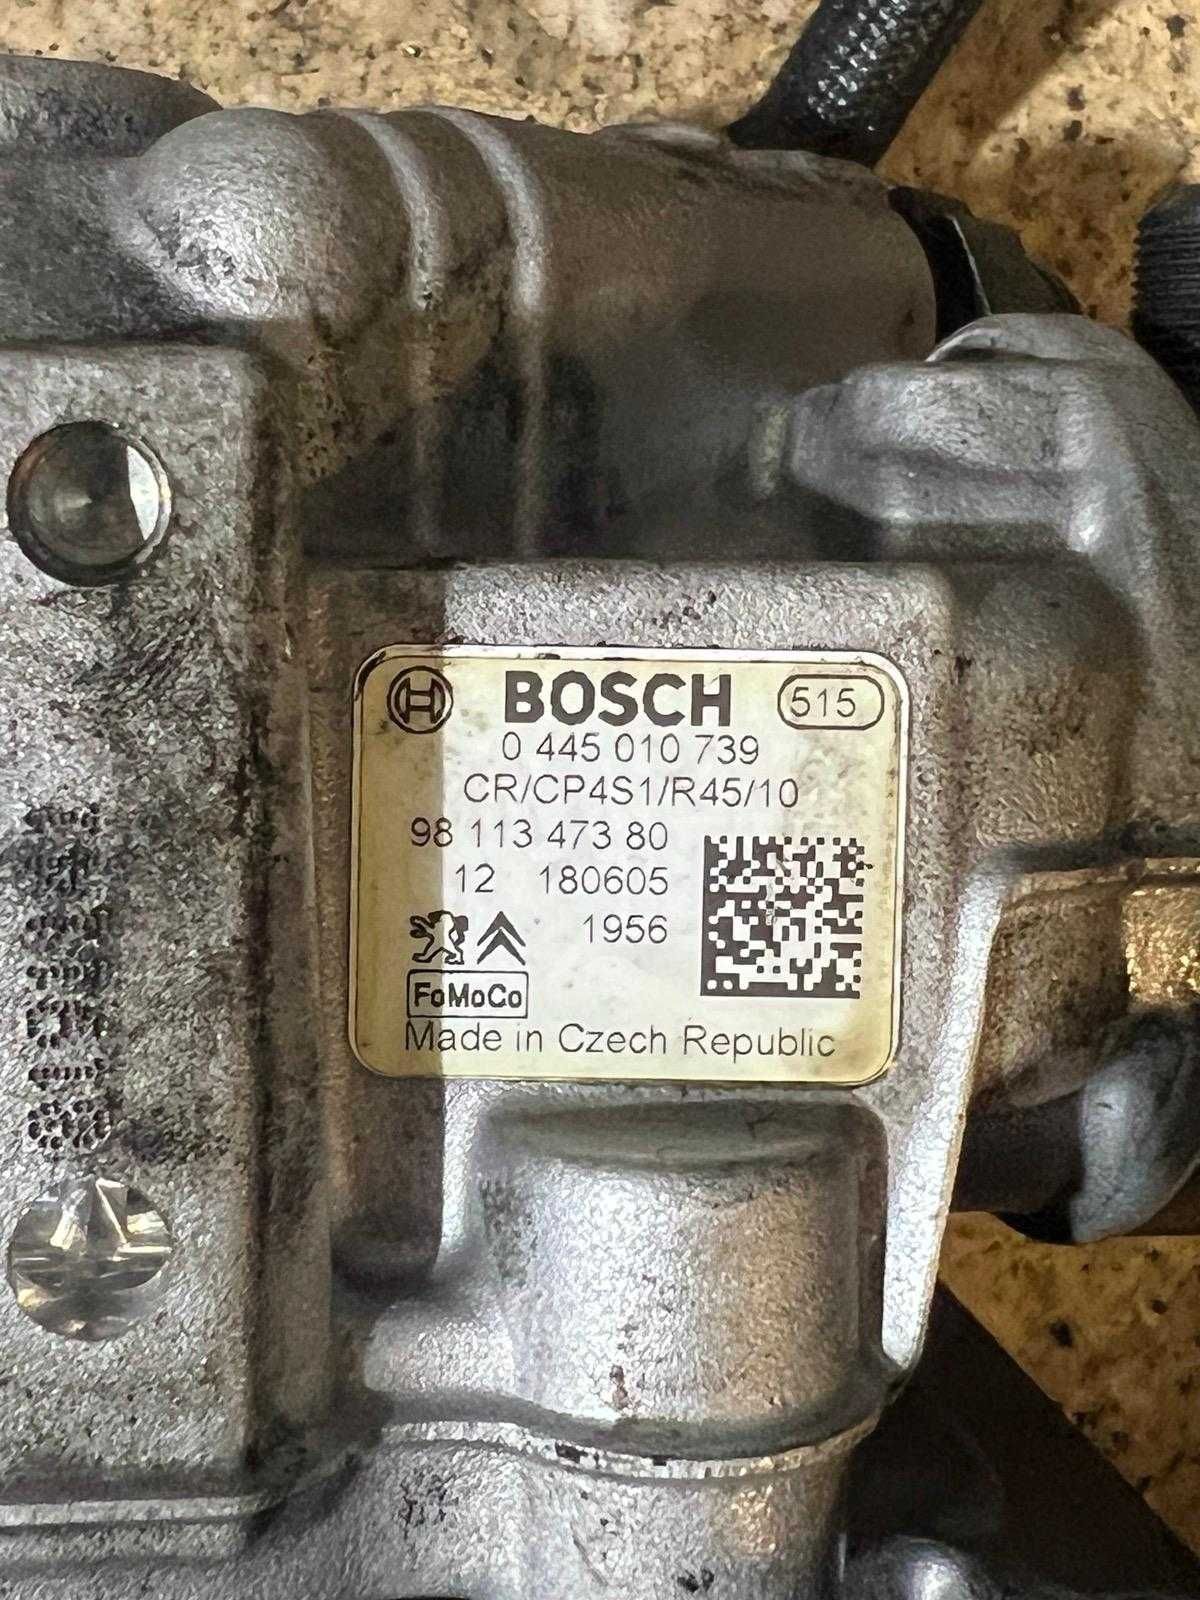 BOSCH 515
0 445 010 739
CR/CP4S1/R45/10
98 113 473 80
12 180605
1956
FoMoCo
Made in Czech Republic